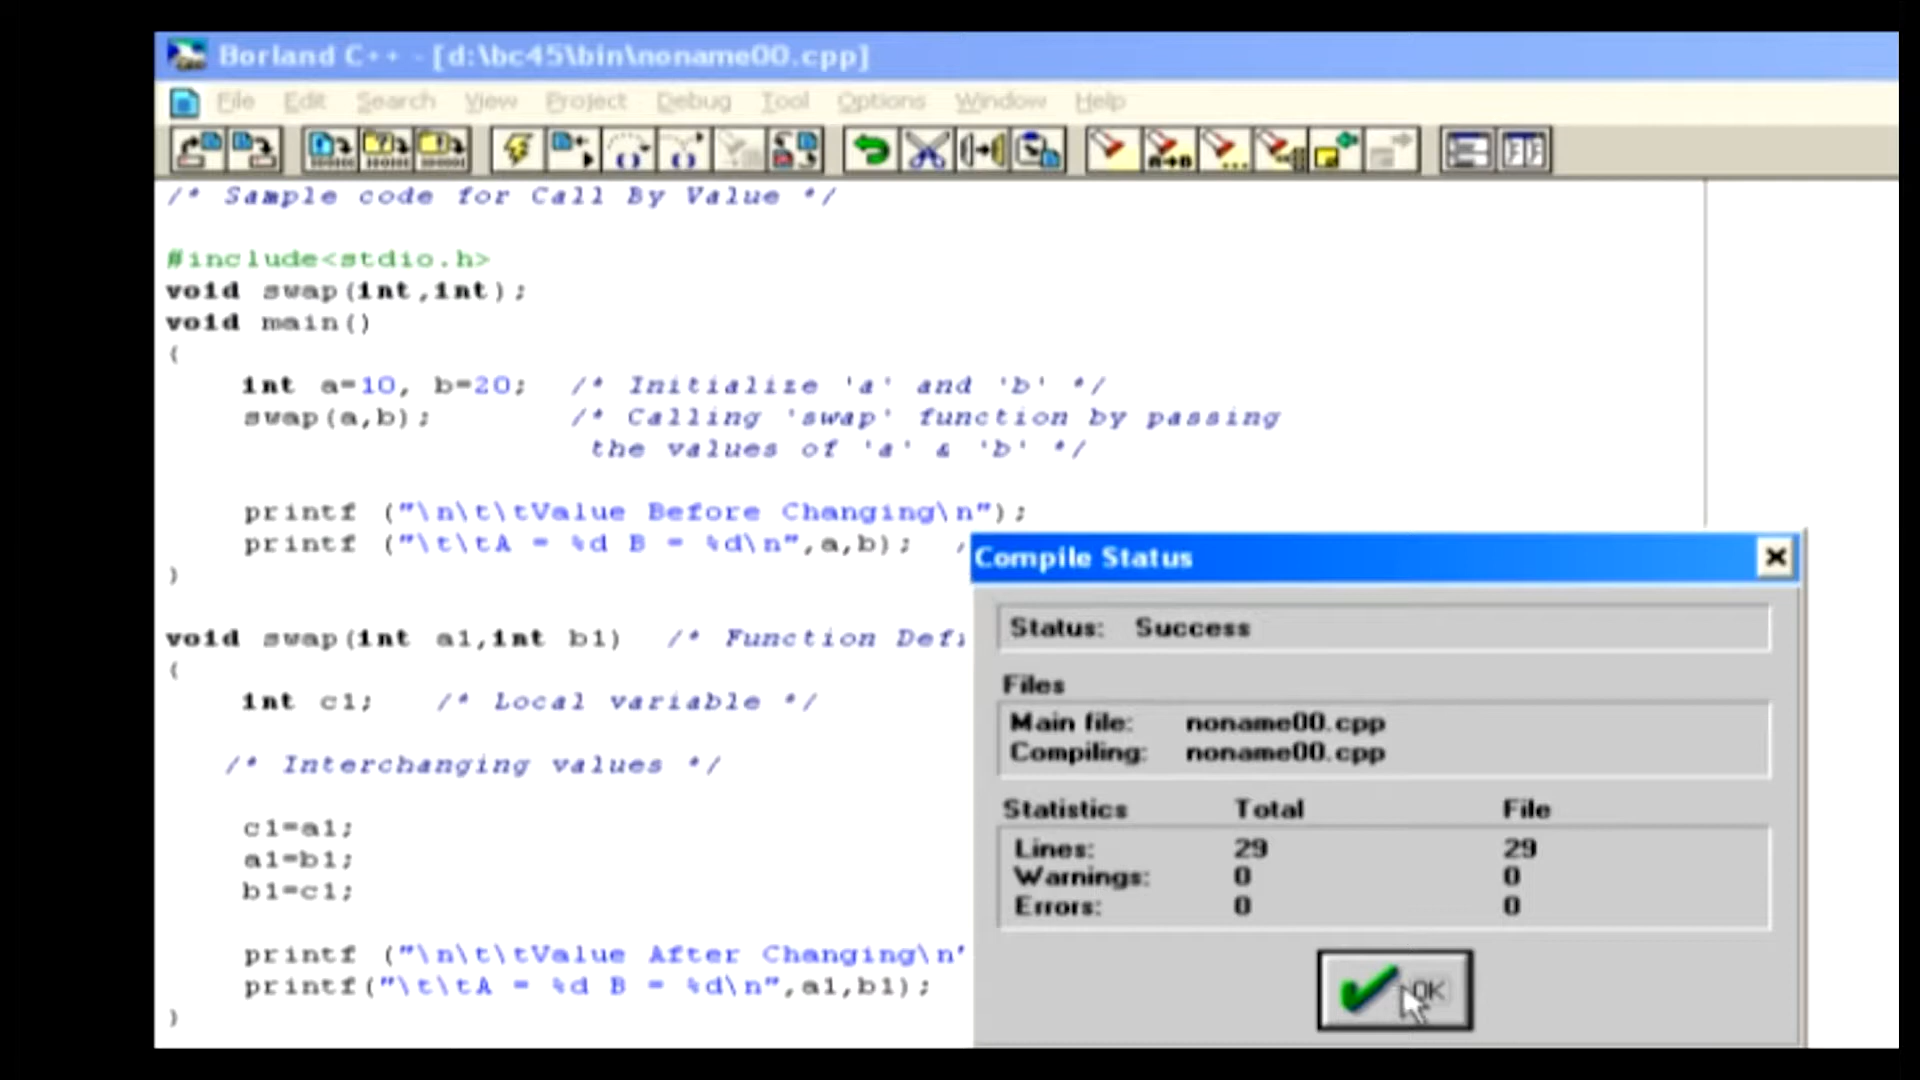 Borland C++ - [d:\bc45\bin\noname00.cpp]
File Edit Search View Project Debug Tool Options Window Help
/* Sample code for Call By Value */
#include<stdio.h>
void swap(int,int);
void main()
{
int a=10, b=20; /* Initialize 'a' and 'b' */
swap(a,b); /* Calling 'swap' function by passing
the values of 'a' & 'b' */
printf ("\n\t\tValue Before Changing\n");
printf ("\t\tA = %d B = %d\n",a,b);
}
void swap(int a1,int b1) /* Function Defi
{
int c1; /* Local variable */
/* Interchanging values */
c1=a1;
a1=b1;
b1=c1;
printf ("\n\t\tValue After Changing\n"
printf("\t\tA = %d B = %d\n",a1,b1);
}
Compile Status
Status: Success
Files
Main file: noname00.cpp
Compiling: noname00.cpp
Statistics Total File
Lines: 29 29
Warnings: 0 0
Errors: 0 0
OK